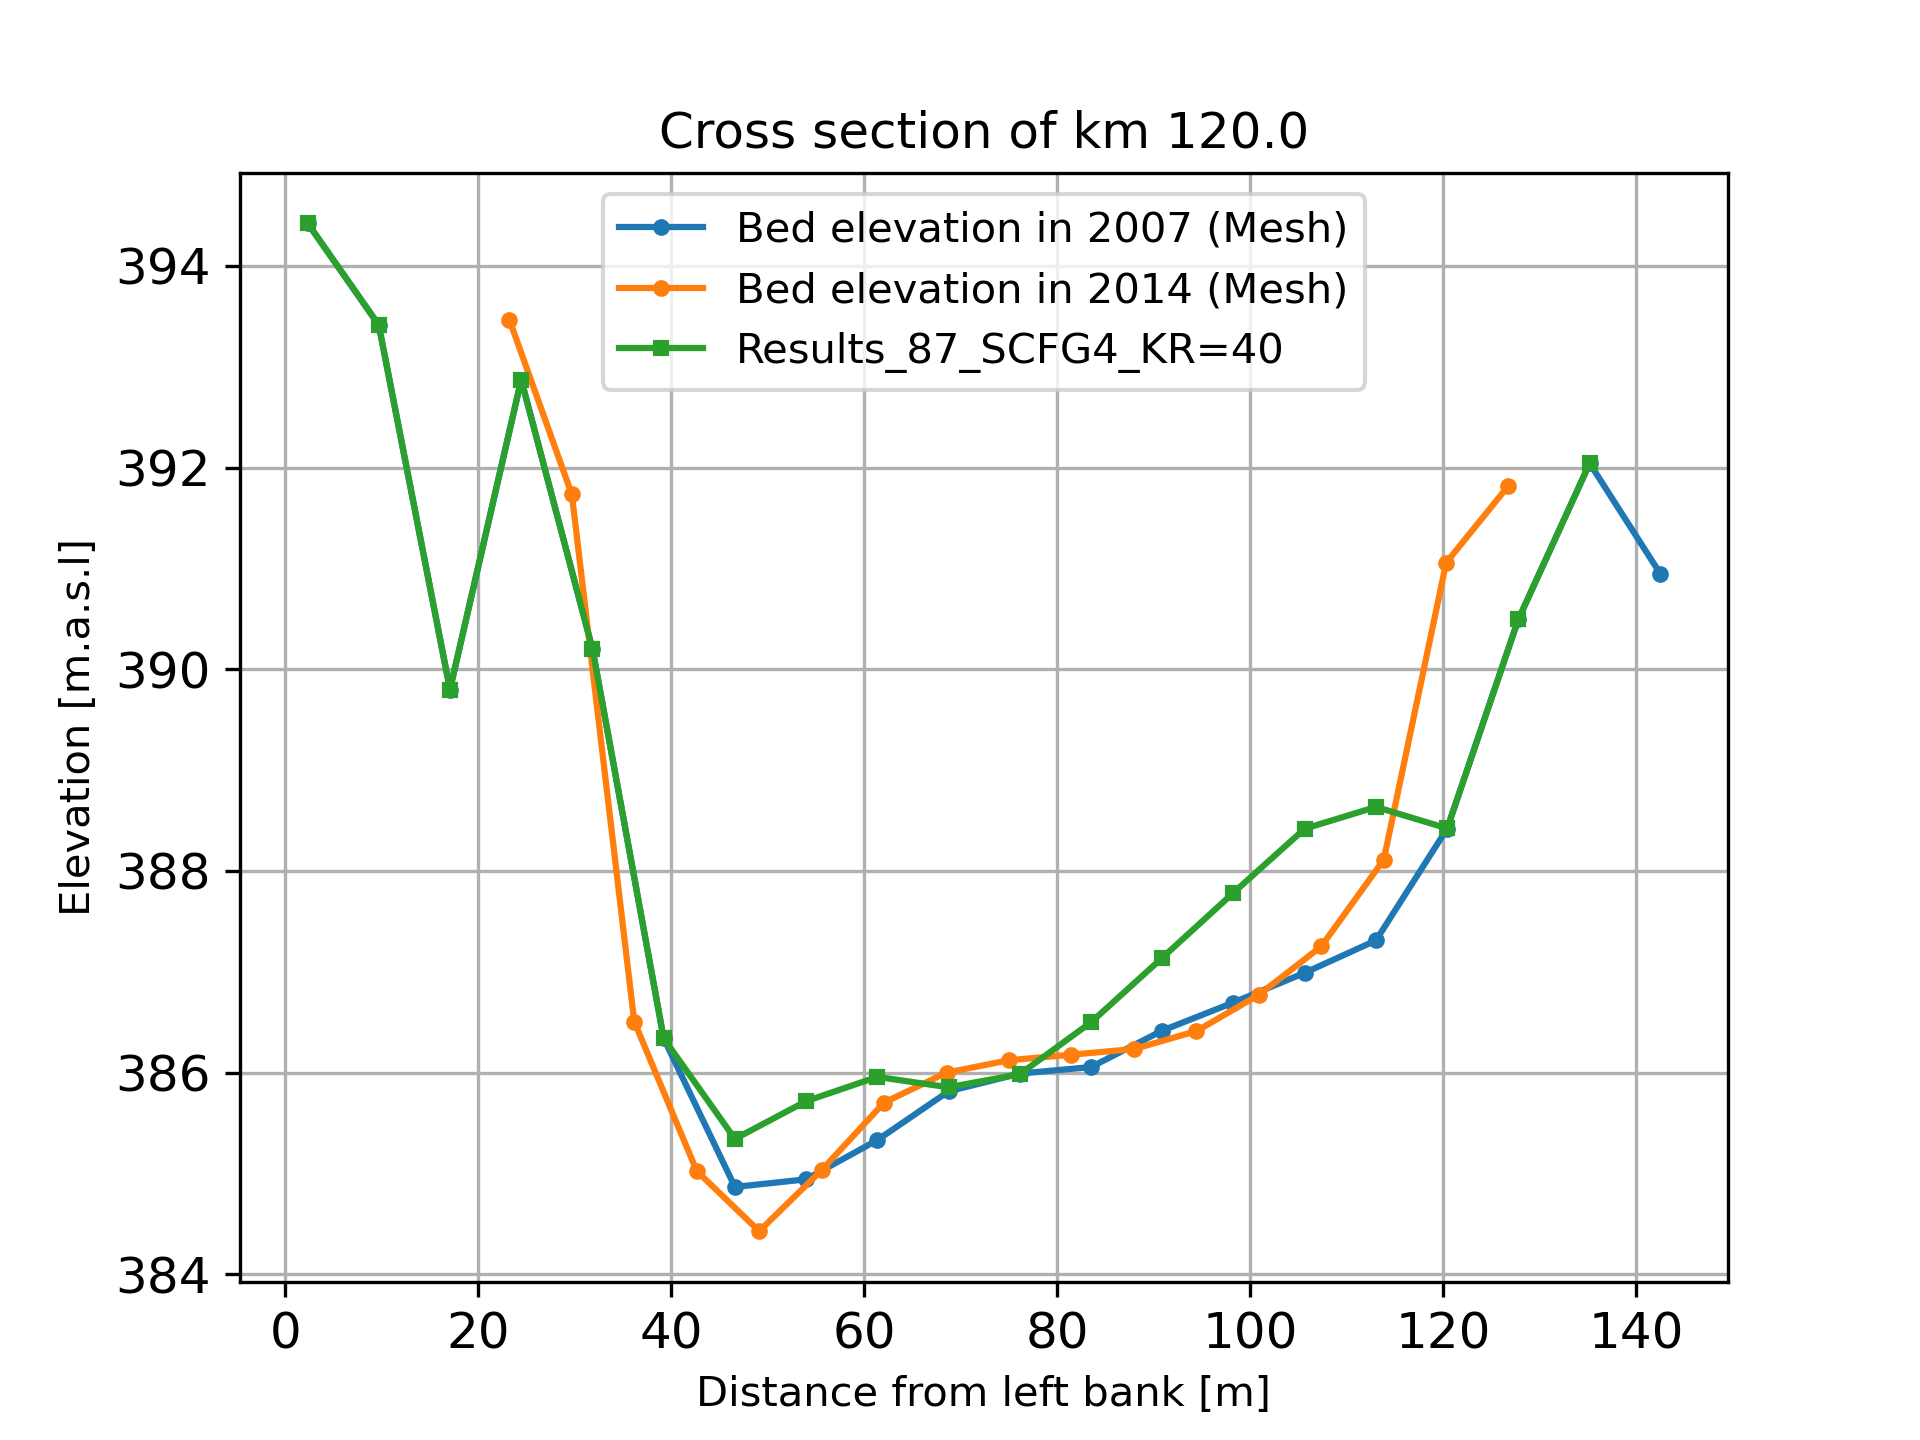 Cross section of km 120.0
Bed elevation in 2007 (Mesh)
Bed elevation in 2014 (Mesh)
Results_87_SCFG4_KR=40
Elevation [m.a.s.l]
394
392
390
388
386
384
0 20 40 60 80 100 120 140
Distance from left bank [m]